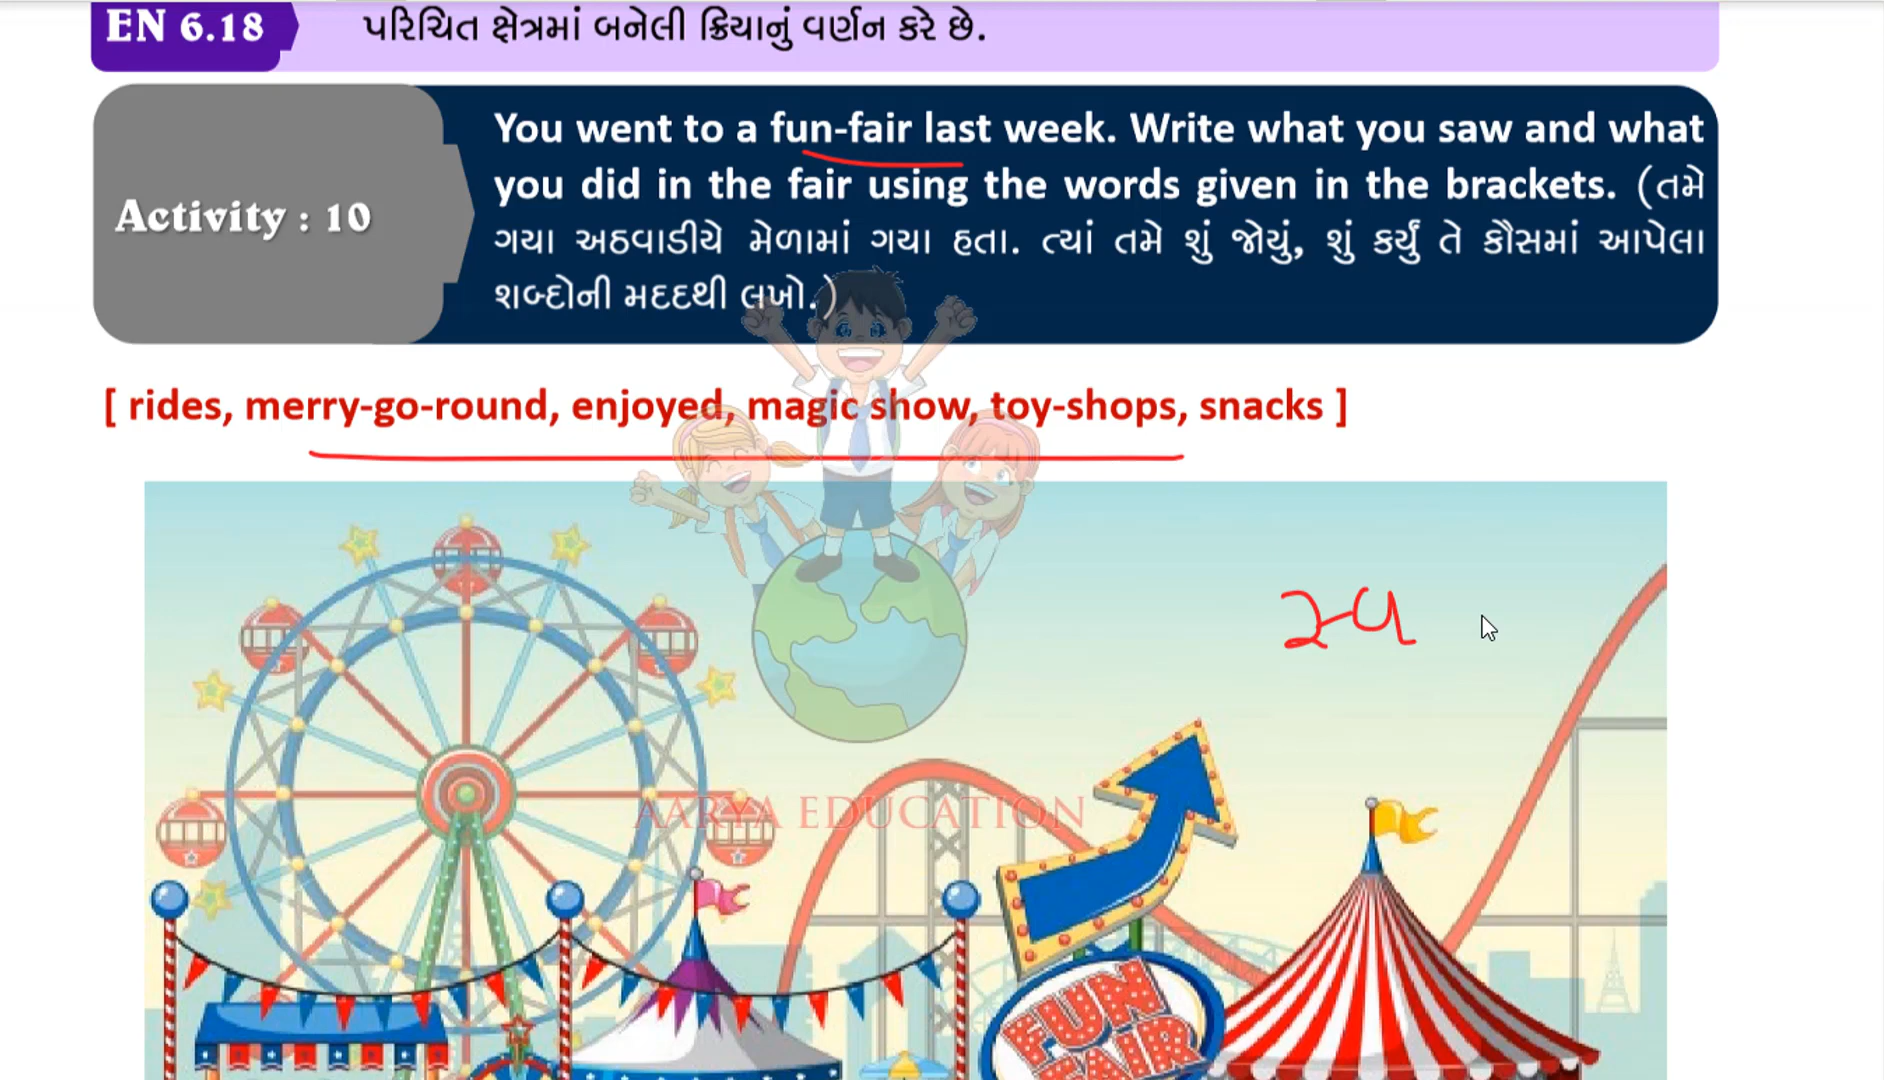 EN 6.18
પરિચિત ક્ષેત્રમાં બનેલી ક્રિયાનું વર્ણન કરે છે.
Activity : 10
You went to a fun-fair last week. Write what you saw and what
you did in the fair using the words given in the brackets. (તમે
ગયા અઠવાડીયે મેળામાં ગયા હતા. ત્યાં તમે શું જોયું, શું કર્યું તે કૌસમાં આપેલા
શબ્દોની મદદથી લખો.)
[ rides, merry-go-round, enjoyed, magic show, toy-shops, snacks ]
AARYA EDUCATION
FUN
FAIR